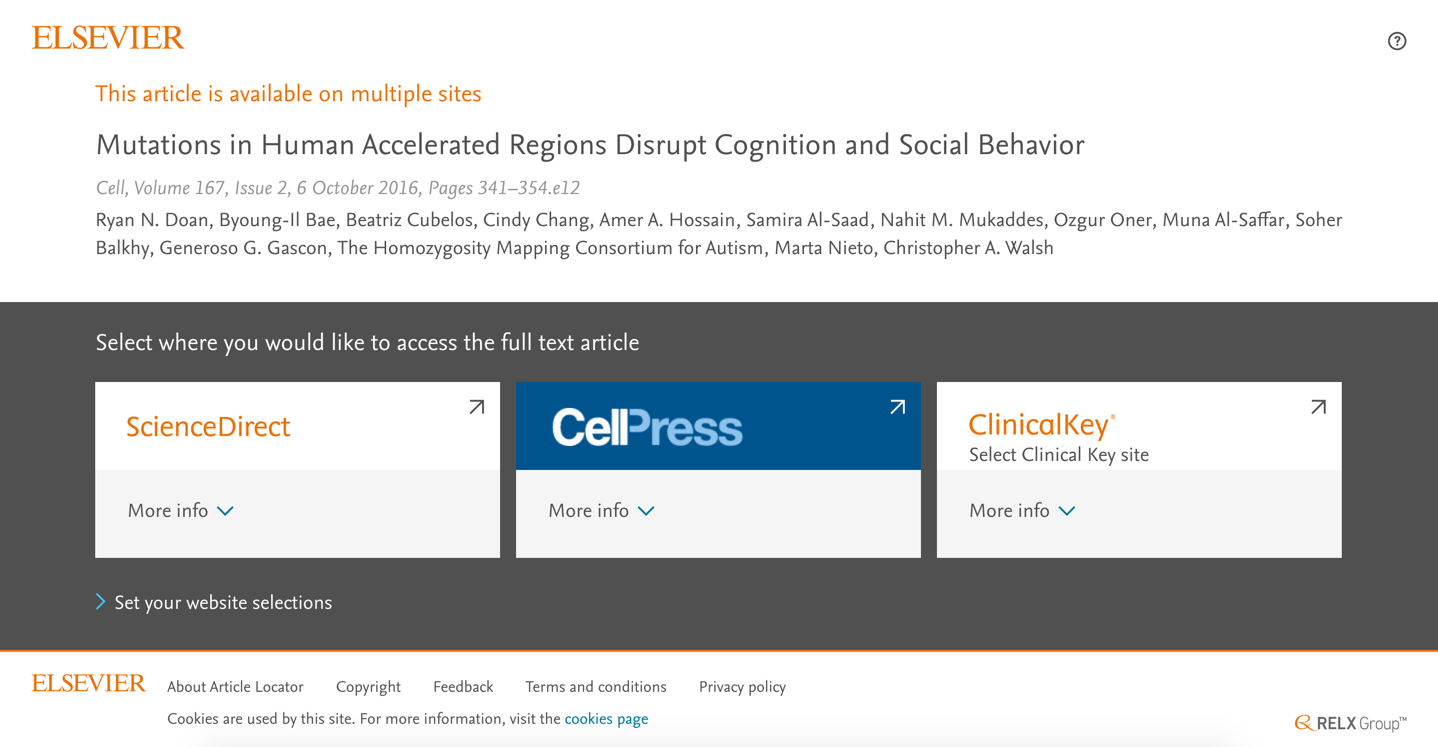 ELSEVIER
This article is available on multiple sites
Mutations in Human Accelerated Regions Disrupt Cognition and Social Behavior
Cell, Volume 167, Issue 2, 6 October 2016, Pages 341–354.e12
Ryan N. Doan, Byoung-Il Bae, Beatriz Cubelos, Cindy Chang, Amer A. Hossain, Samira Al-Saad, Nahit M. Mukaddes, Ozgur Oner, Muna Al-Saffar, Soher
Balkhy, Generoso G. Gascon, The Homozygosity Mapping Consortium for Autism, Marta Nieto, Christopher A. Walsh
Select where you would like to access the full text article
ScienceDirect
More info
CellPress
More info
ClinicalKey®
Select Clinical Key site
More info
Set your website selections
ELSEVIER
About Article Locator Copyright Feedback Terms and conditions Privacy policy
Cookies are used by this site. For more information, visit the cookies page
RELX Group™